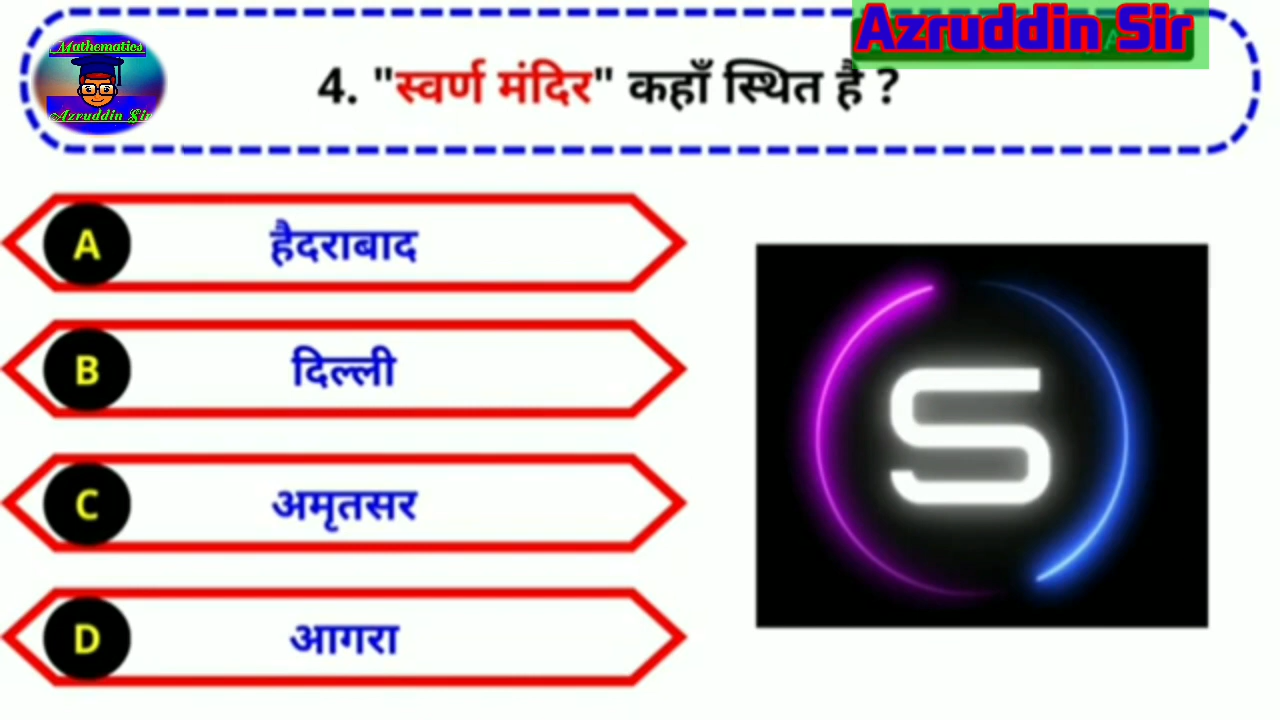 Azruddin Sir
Mathematics
Azruddin Sir
4. "स्वर्ण मंदिर" कहाँ स्थित है ?
A हैदराबाद
B दिल्ली
C अमृतसर
D आगरा
S